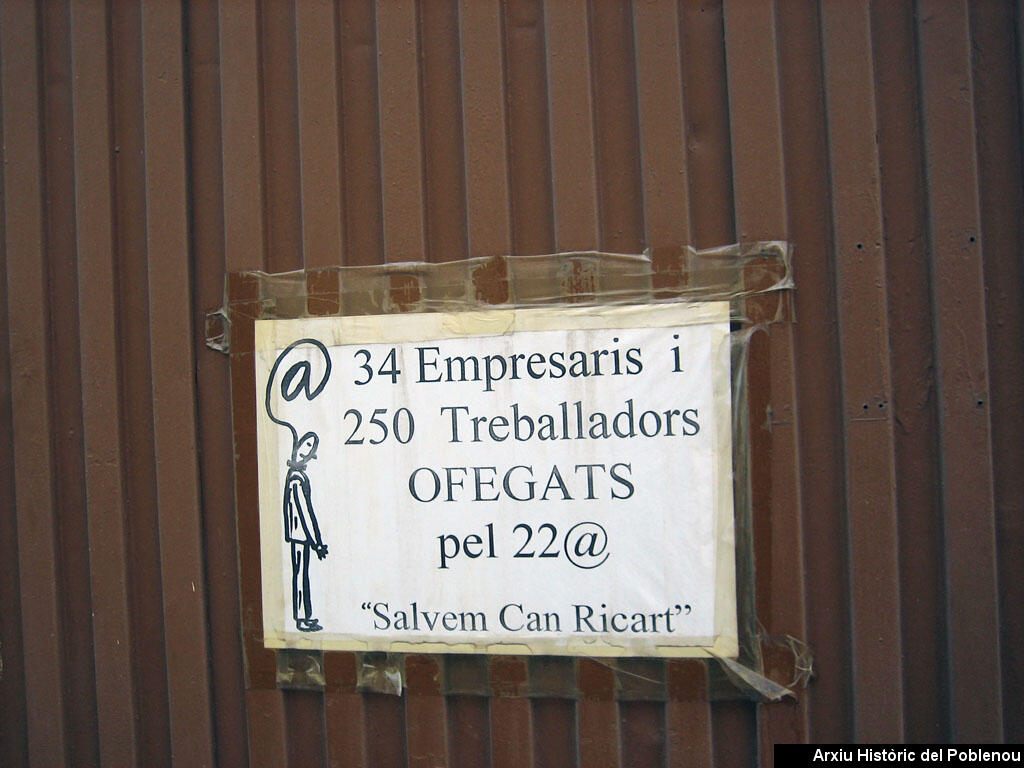 @ 34 Empresaris i
250 Treballadors
OFEGATS
pel 22@
“Salvem Can Ricart”
Arxiu Històric del Poblenou